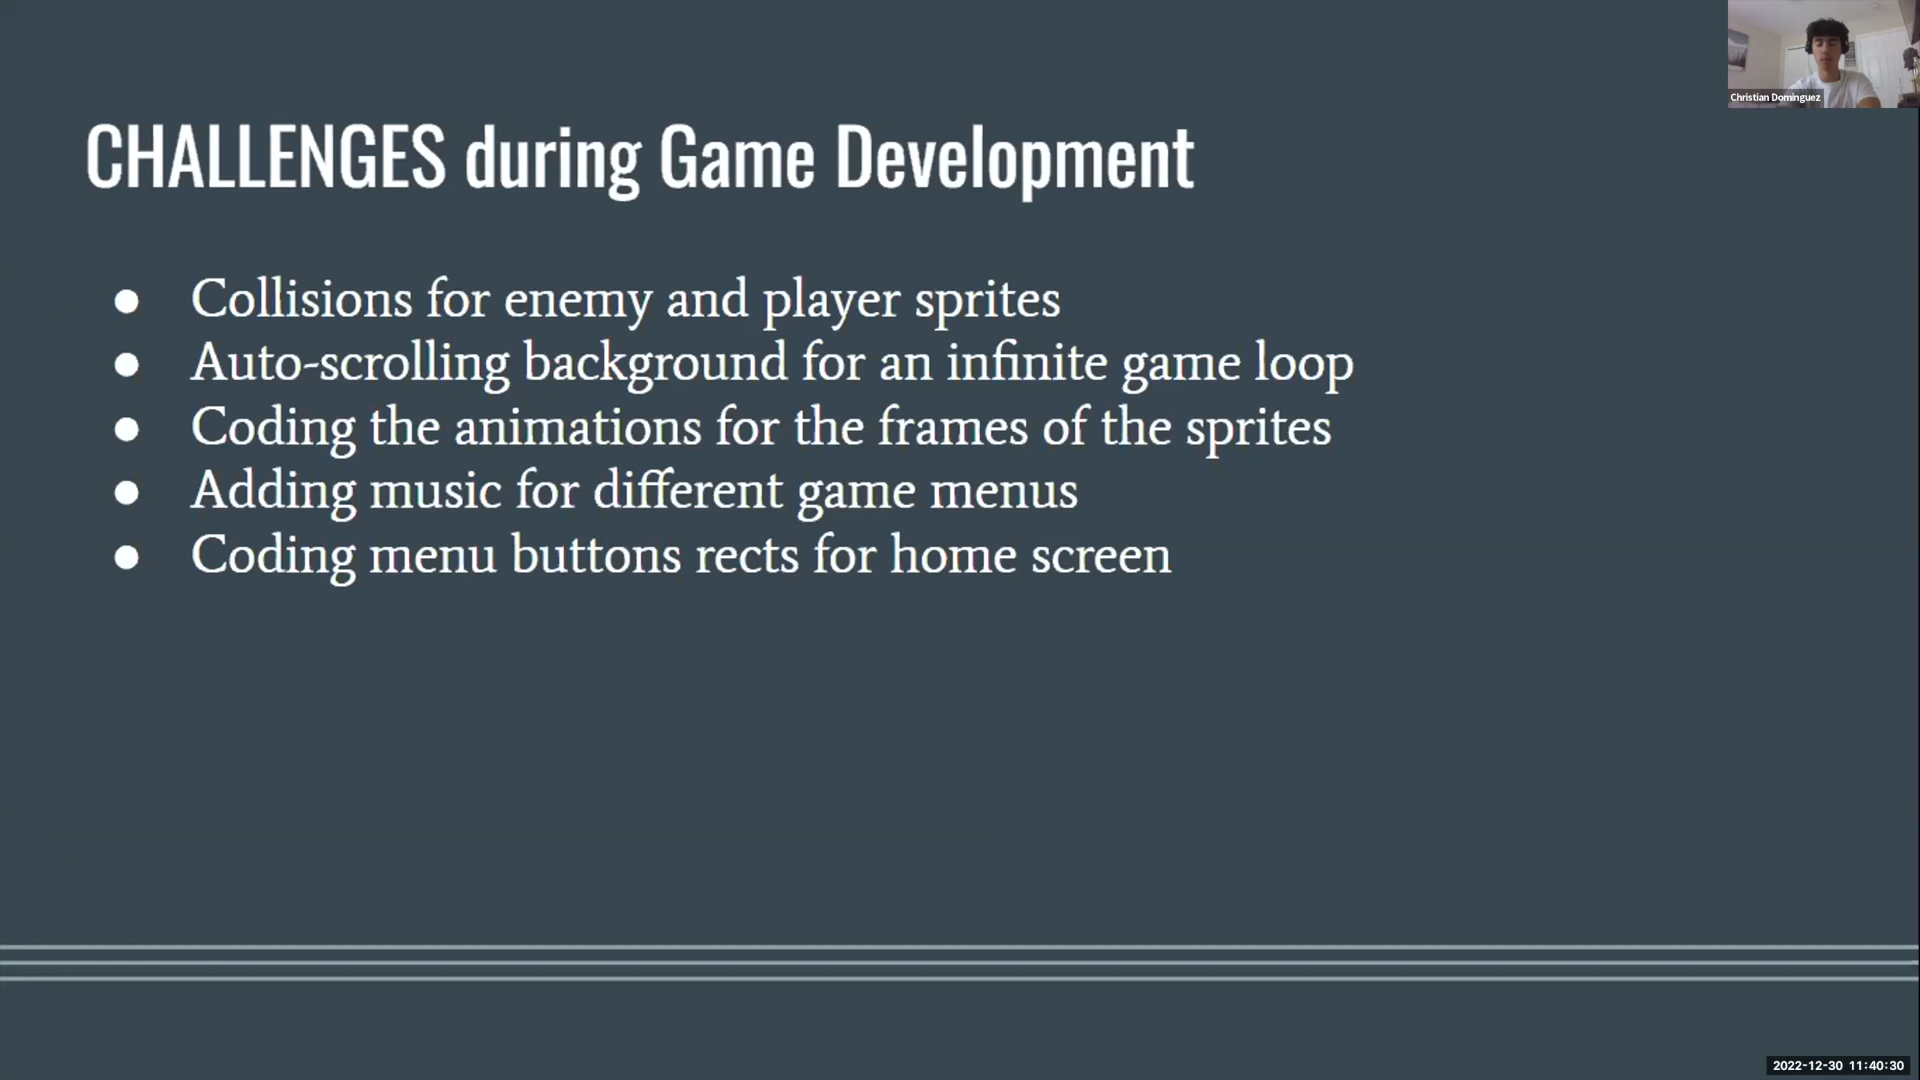 Christian Dominguez
CHALLENGES during Game Development
● Collisions for enemy and player sprites
● Auto-scrolling background for an infinite game loop
● Coding the animations for the frames of the sprites
● Adding music for different game menus
● Coding menu buttons rects for home screen
2022-12-30 11:40:30